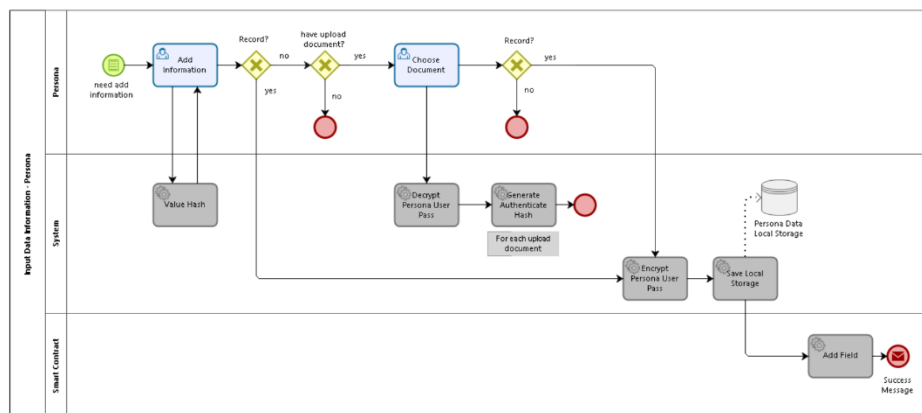 Input Data Information - Persona
Persona
need add
information
Add
Information
Record?
no
yes
have upload
document?
yes
no
Choose
Document
Record?
yes
no
System
Value Hash
Decrypt
Persona User
Pass
Generate
Authenticate
Hash
For each upload
document
Encrypt
Persona User
Pass
Save Local
Storage
Persona Data
Local Storage
Smart Contract
Add Field
Success
Message